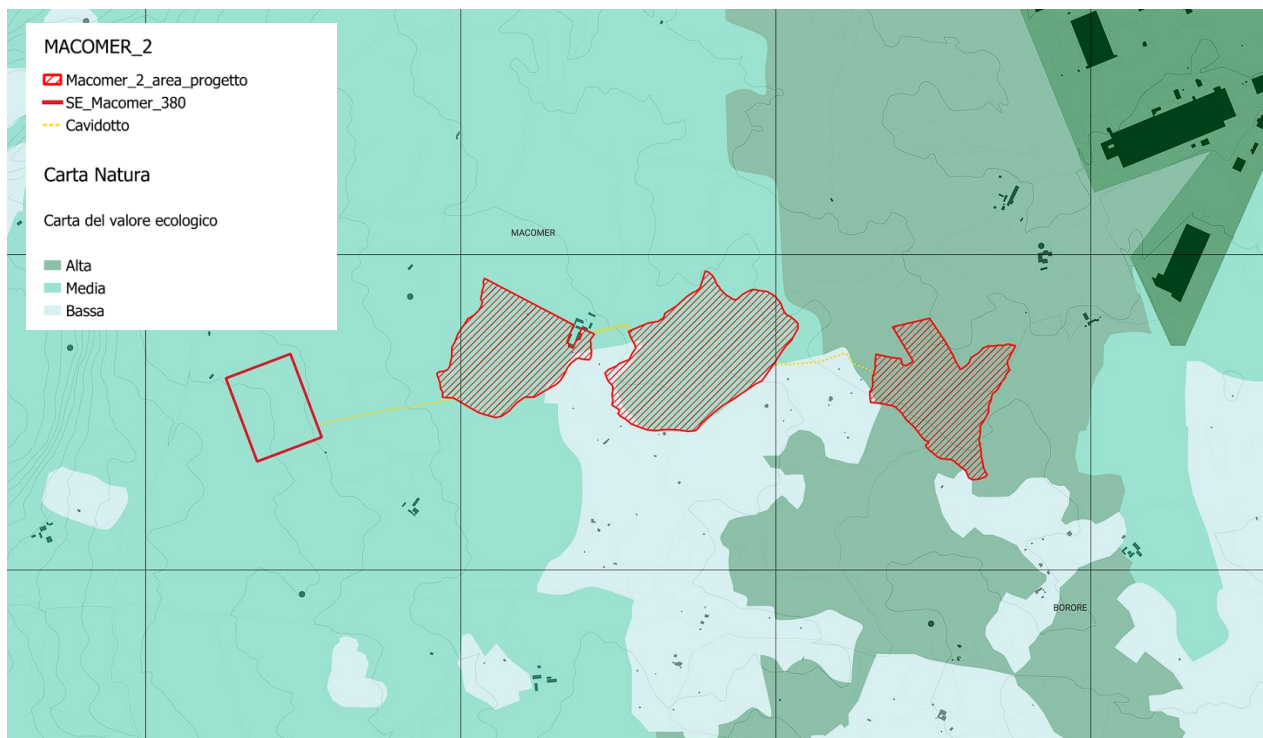 MACOMER_2
Macomer_2_area_progetto
SE_Macomer_380
Cavidotto
Carta Natura
Carta del valore ecologico
Alta
Media
Bassa
MACOMER
BORORE